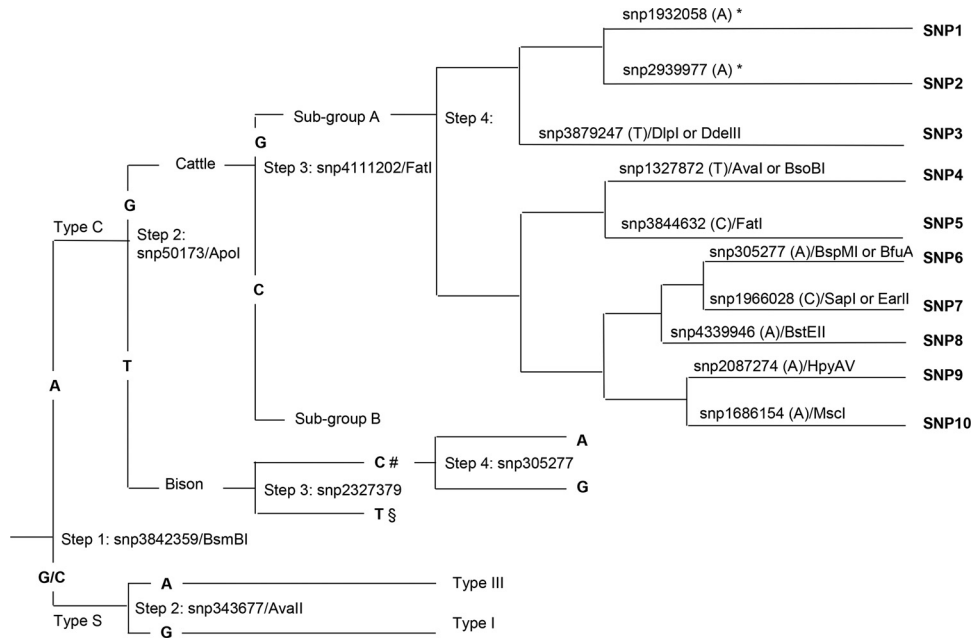 snp1932058 (A) *
SNP1
snp2939977 (A) *
SNP2
Sub-group A
Step 4:
snp3879247 (T)/DlpI or DdeIII
SNP3
G
Cattle
Step 3: snp4111202/FatI
snp1327872 (T)/AvaI or BsoBI
SNP4
G
Type C
Step 2:
snp50173/ApoI
snp3844632 (C)/FatI
SNP5
snp305277 (A)/BspMI or BfuA
SNP6
C
snp1966028 (C)/SapI or EarII
SNP7
snp4339946 (A)/BstEII
SNP8
T
snp2087274 (A)/HpyAV
SNP9
A
snp1686154 (A)/MscI
SNP10
Sub-group B
A
C #
Step 4: snp305277
Bison
Step 3: snp2327379
G
T §
Step 1: snp3842359/BsmBI
G/C
A
Type III
Step 2: snp343677/AvaII
Type S
G
Type I